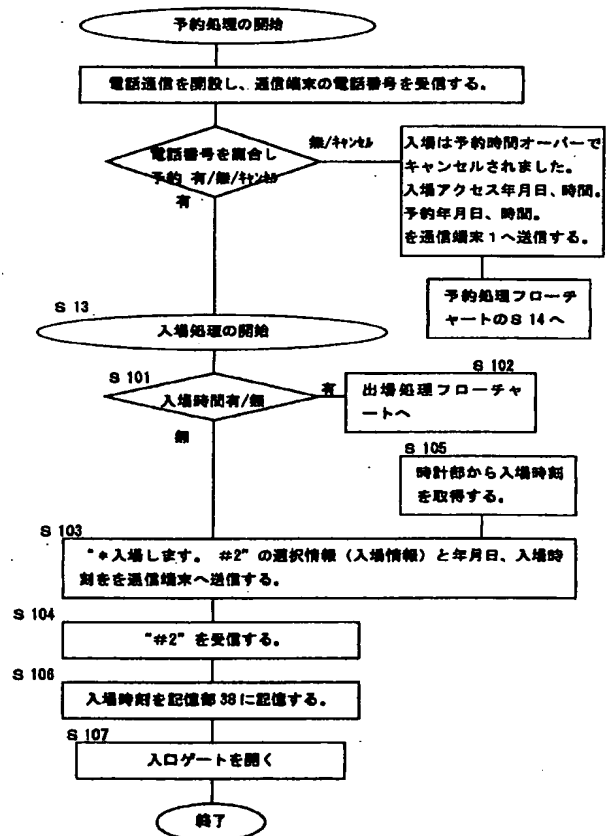 予約処理の開始
電話通信を開設し、通信端末の電話番号を受信する。
電話番号を照合し
予約 有/無/キャンセル
無/キャンセル
有
入場は予約時間オーバーで
キャンセルされました。
入場アクセス年月日、時間。
予約年月日、時間。
を通信端末1へ送信する。
予約処理フローチ
ャートのS 14へ
S 13
入場処理の開始
S 101
入場時間有/無
有
無
S 102
出場処理フローチャ
ートへ
S 105
時計部から入場時刻
を取得する。
S 103
"*入場します。 #2"の選択情報(入場情報)と年月日、入場時
刻をを通信端末へ送信する。
S 104
"#2"を受信する。
S 106
入場時刻を記憶部38に記憶する。
S 107
入口ゲートを開く
終了